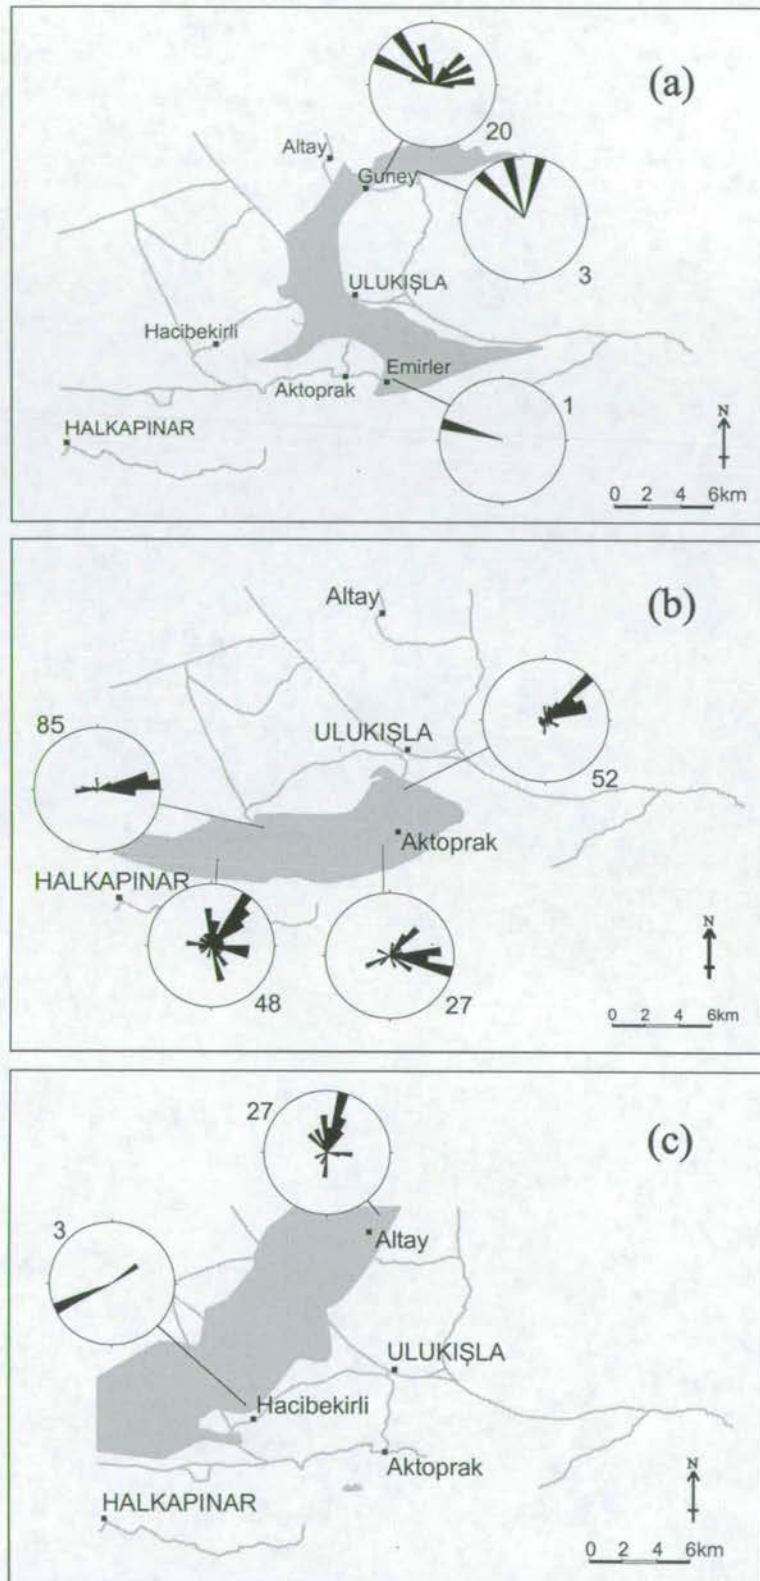 (a)
20
Altay
Guney
3
ULUKIŞLA
Hacibekirli
Emirler
Aktoprak
1
HALKAPINAR
N
0 2 4 6km
(b)
Altay
85
ULUKIŞLA
52
Aktoprak
HALKAPINAR
N
48
27
0 2 4 6km
(c)
27
3
Altay
ULUKIŞLA
Hacibekirli
Aktoprak
N
HALKAPINAR
0 2 4 6km